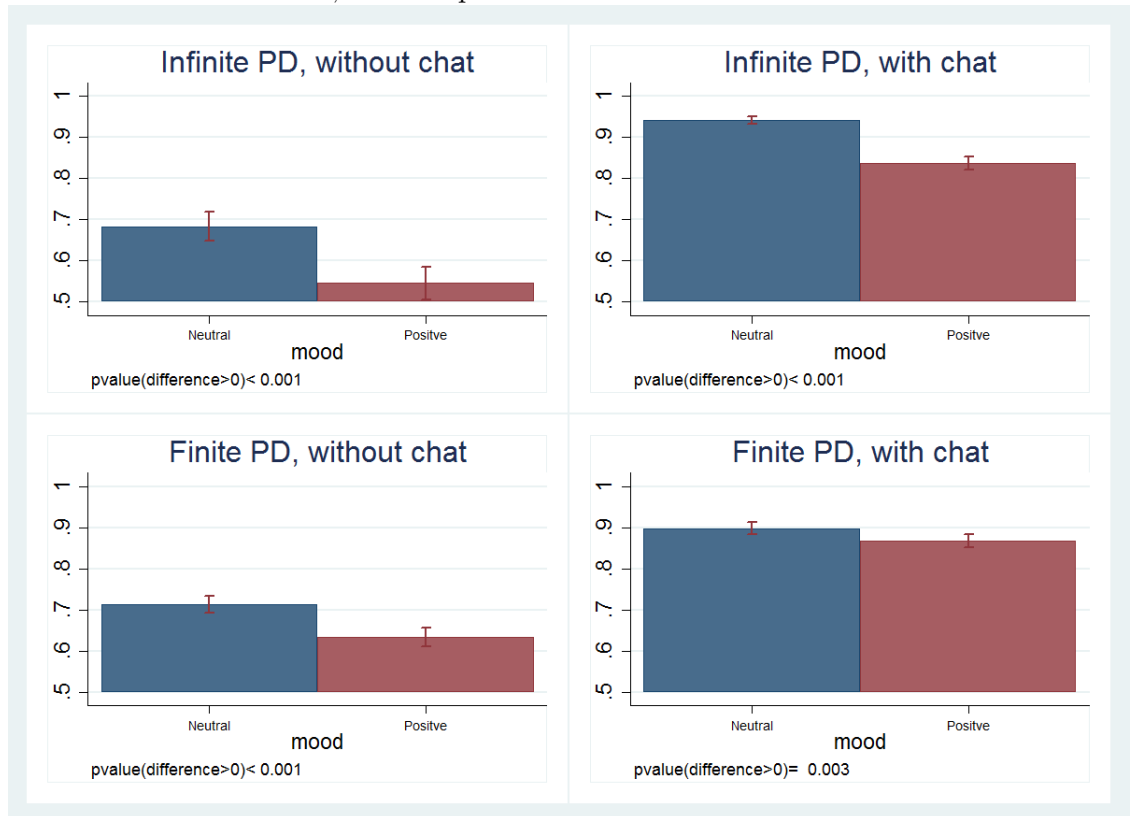 Infinite PD, without chat
1
.9
.8
.7
.6
.5
Neutral Positve
mood
pvalue(difference>0)< 0.001
Infinite PD, with chat
1
.9
.8
.7
.6
.5
Neutral Positve
mood
pvalue(difference>0)< 0.001
Finite PD, without chat
1
.9
.8
.7
.6
.5
Neutral Positve
mood
pvalue(difference>0)< 0.001
Finite PD, with chat
1
.9
.8
.7
.6
.5
Neutral Positve
mood
pvalue(difference>0)= 0.003